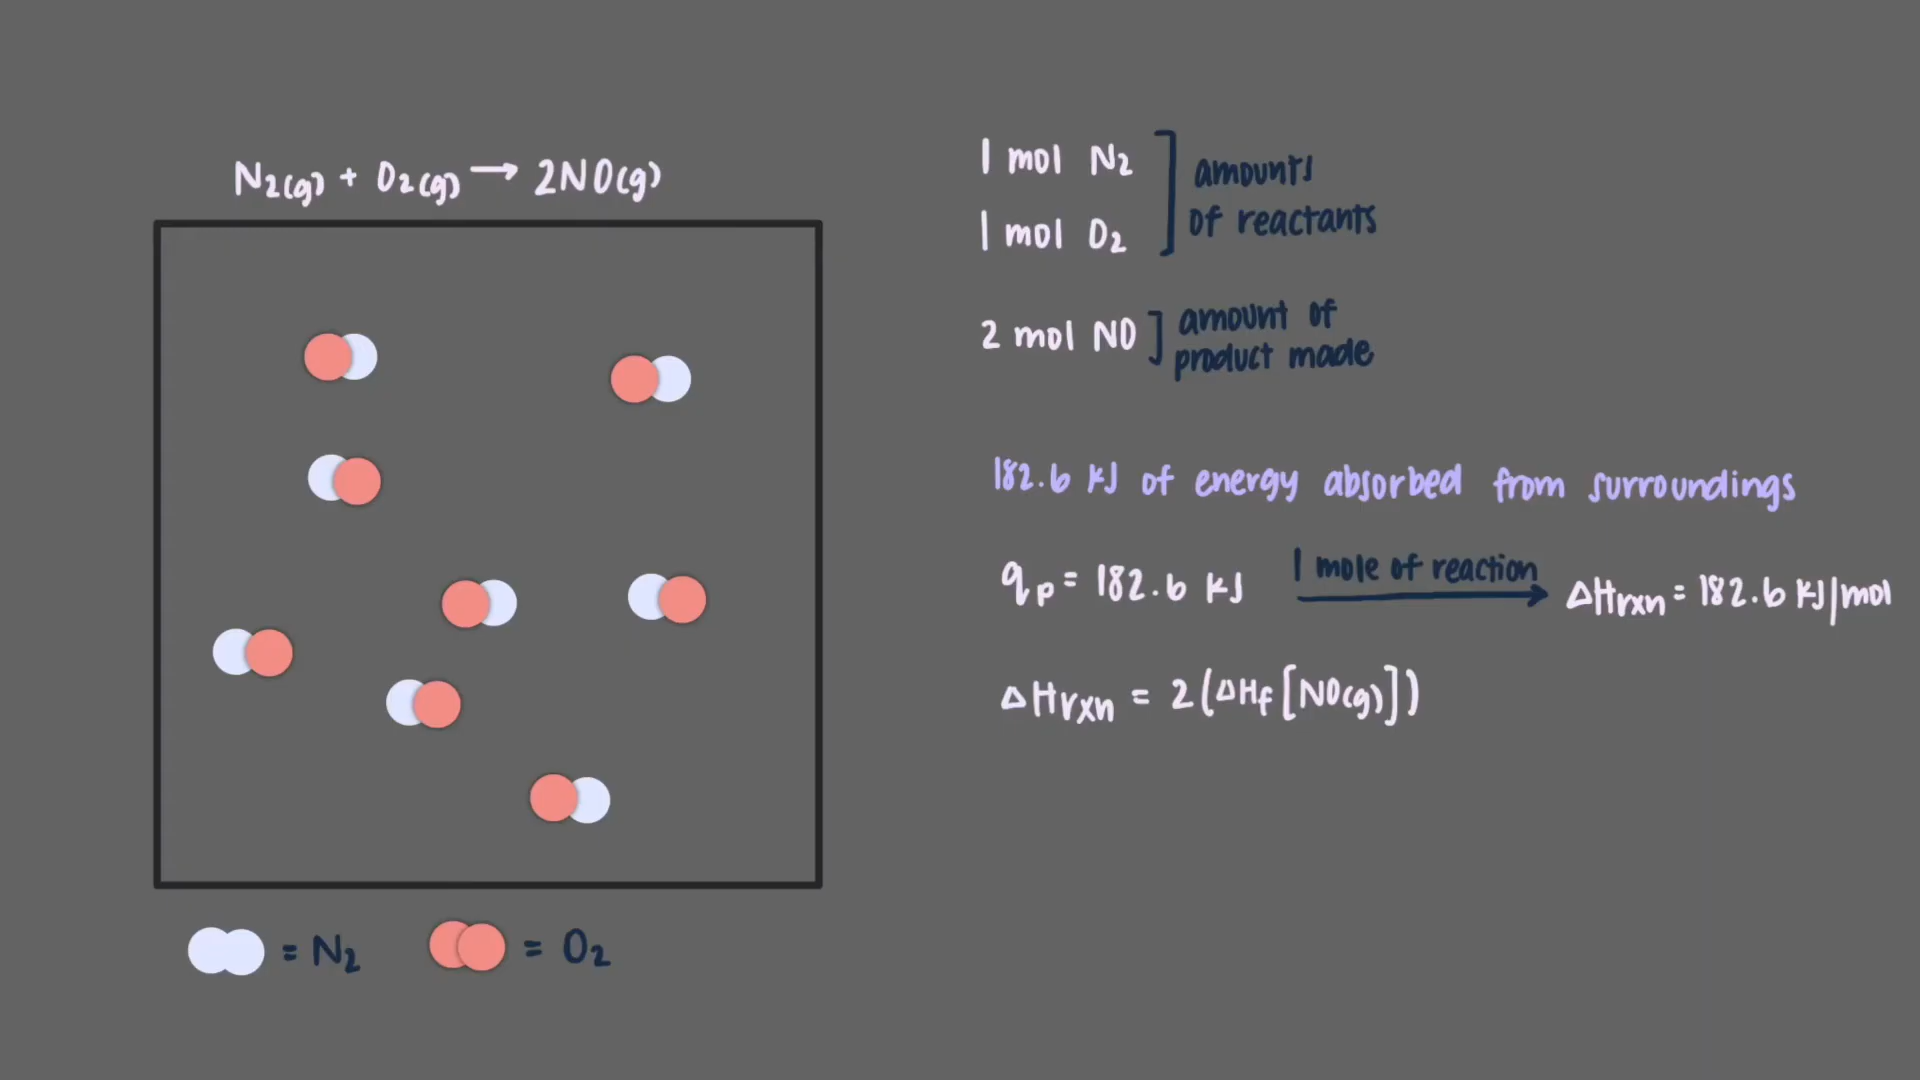 N₂(g) + O₂(g) → 2NO(g)
= N₂
= O₂
1 mol N₂
1 mol O₂
amounts
of reactants
2 mol NO
amount of
product made
182.6 kJ of energy absorbed from surroundings
qp = 182.6 kJ
1 mole of reaction
ΔHrxn = 182.6 kJ/mol
ΔHrxn = 2(ΔHf[NO(g)])